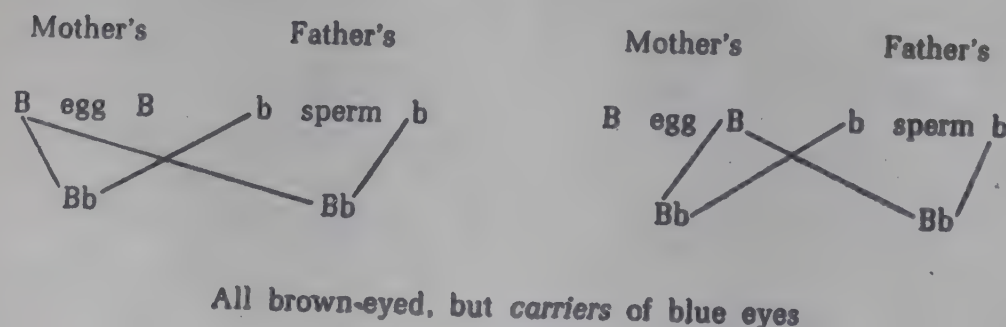 Mother's Father's Mother's Father's
B egg B b sperm b B egg B b sperm b
Bb Bb Bb Bb
All brown-eyed, but carriers of blue eyes